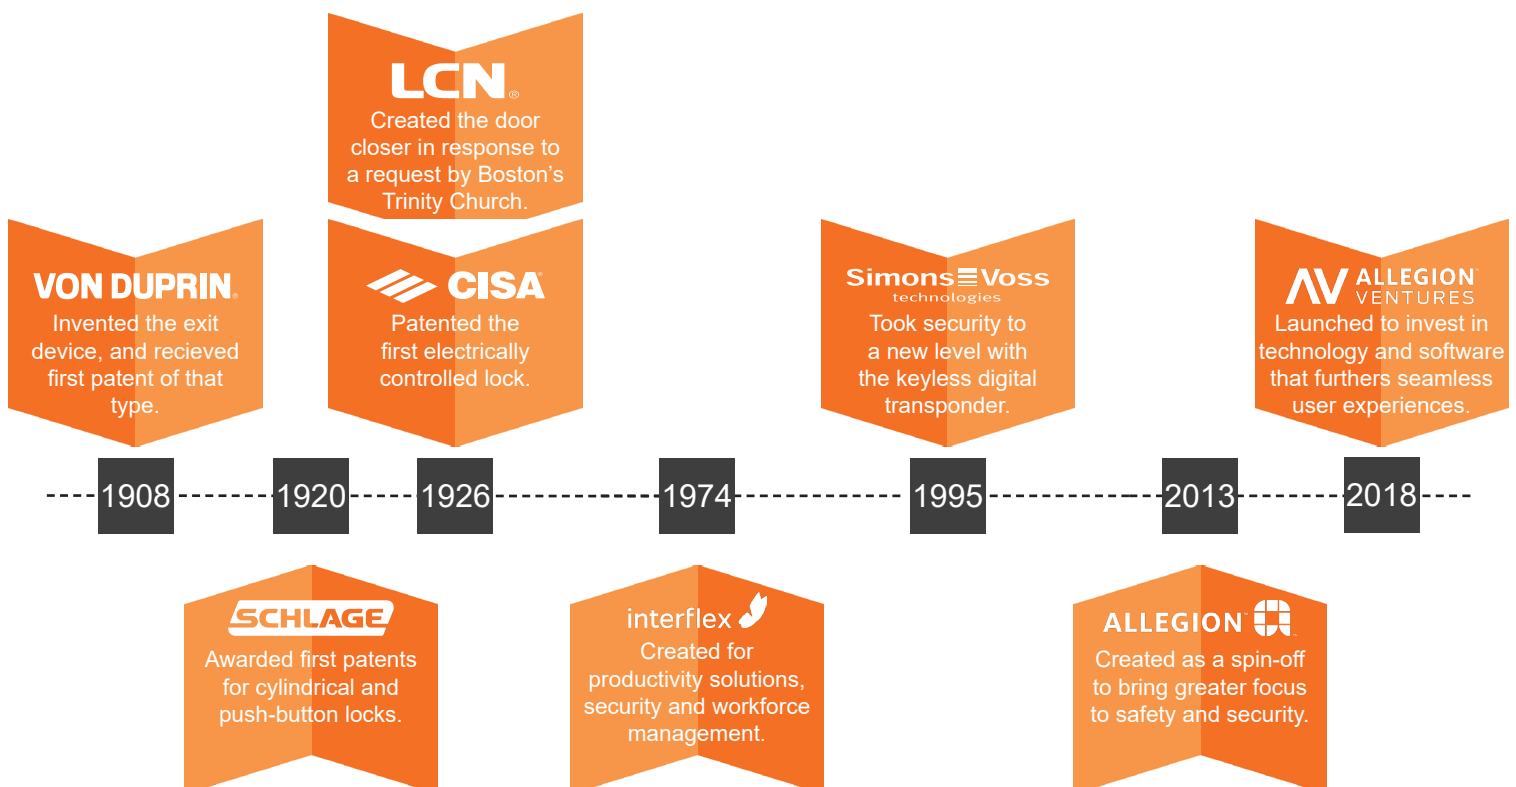 LCN®
Created the door
closer in response to
a request by Boston's
Trinity Church.
VON DUPRIN®
Invented the exit
device, and recieved
first patent of that
type.
CISA®
Patented the
first electrically
controlled lock.
Simons Voss
technologies
Took security to
a new level with
the keyless digital
transponder.
AV ALLEGION™
VENTURES
Launched to invest in
technology and software
that furthers seamless
user experiences.
1908
1920
1926
1974
1995
2013
2018
SCHLAGE
Awarded first patents
for cylindrical and
push-button locks.
interflex
Created for
productivity solutions,
security and workforce
management.
ALLEGION™
Created as a spin-off
to bring greater focus
to safety and security.